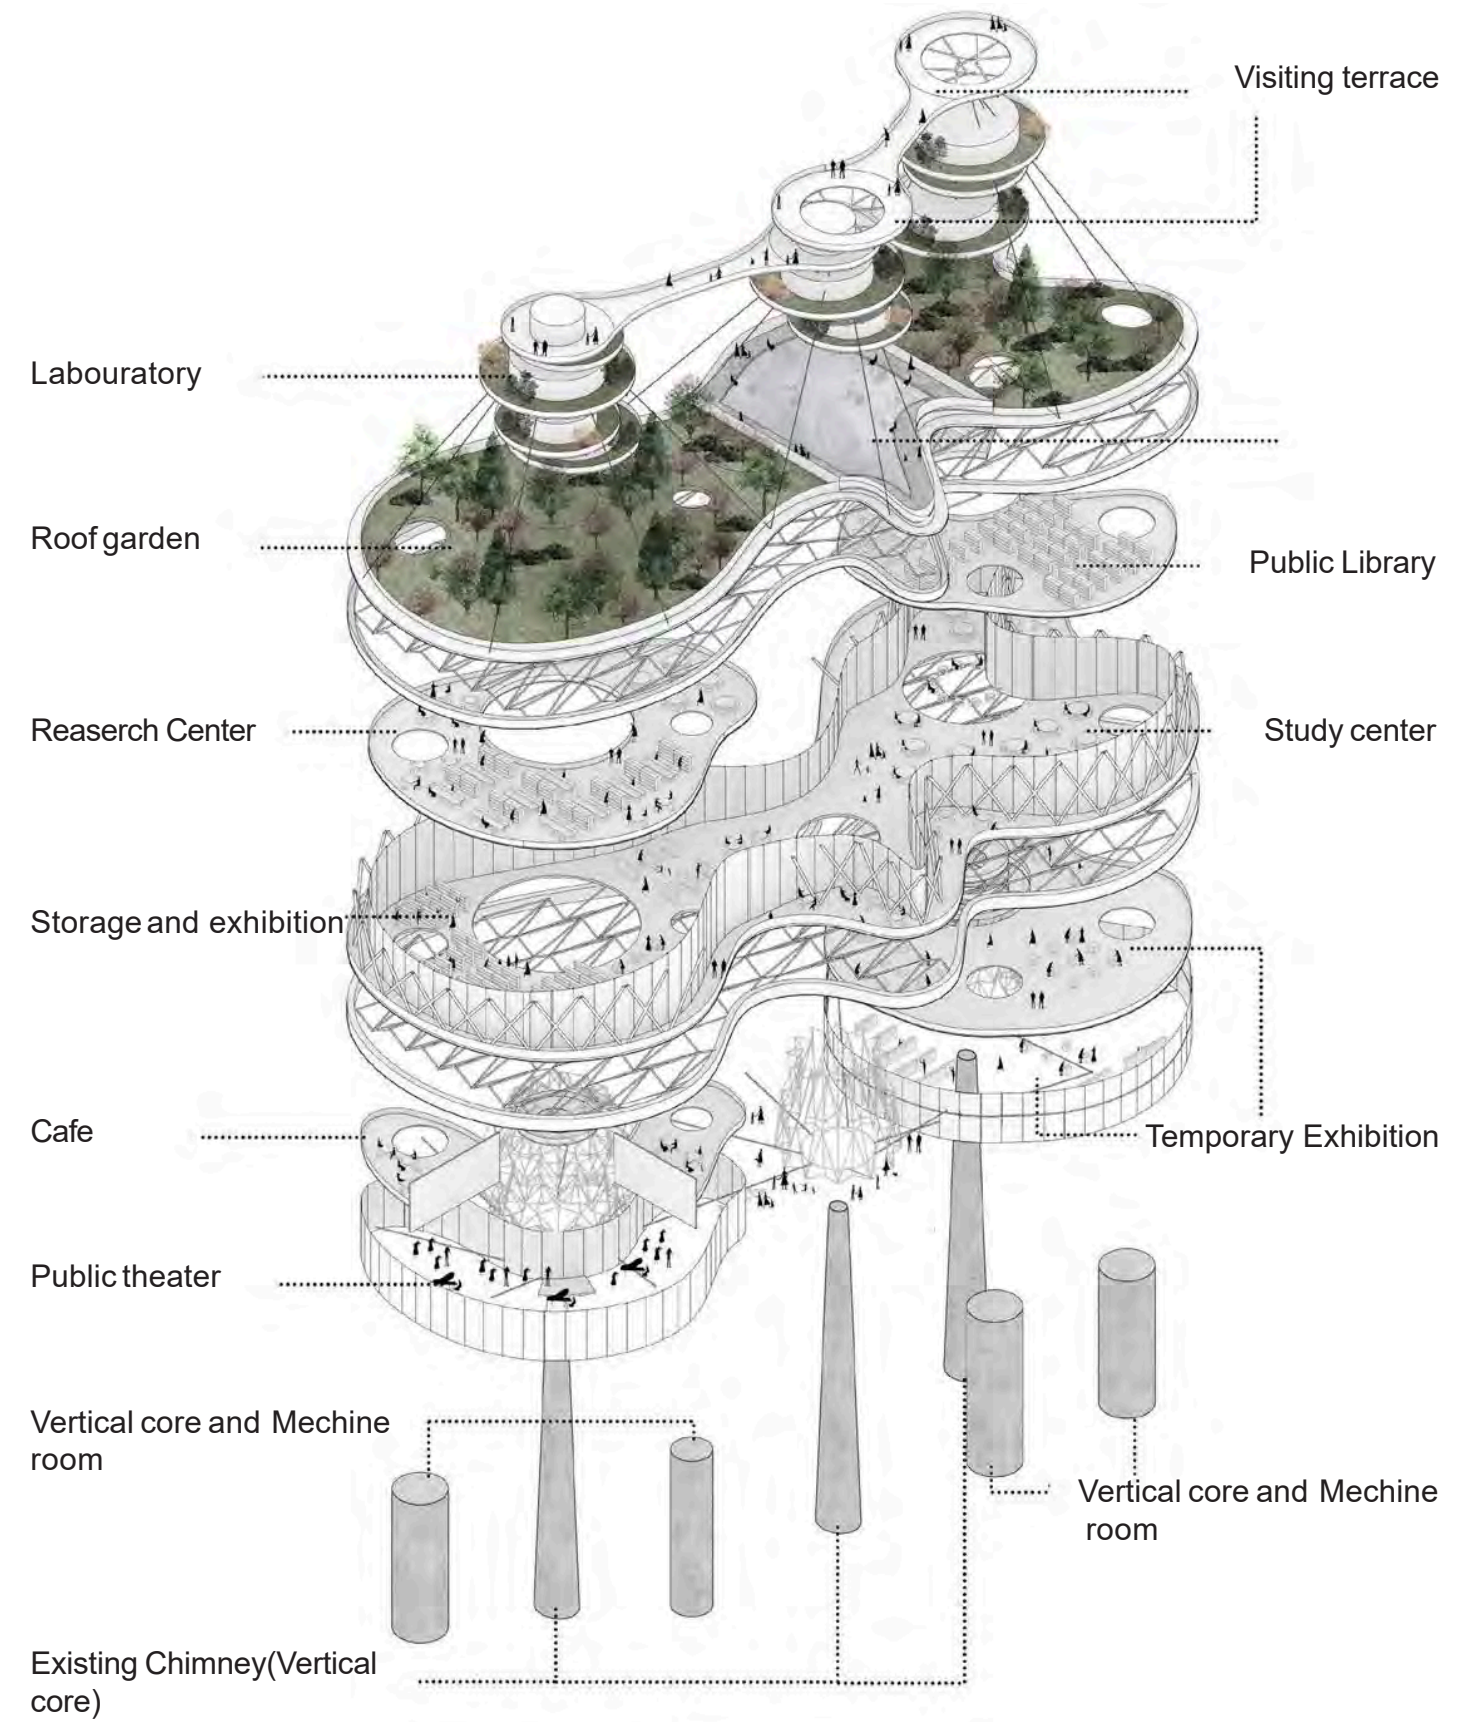 Visiting terrace
Labouratory
Roof garden
Public Library
Reaserch Center
Study center
Storage and exhibition
Cafe
Temporary Exhibition
Public theater
Vertical core and Mechine
room
Vertical core and Mechine
room
Existing Chimney(Vertical
core)